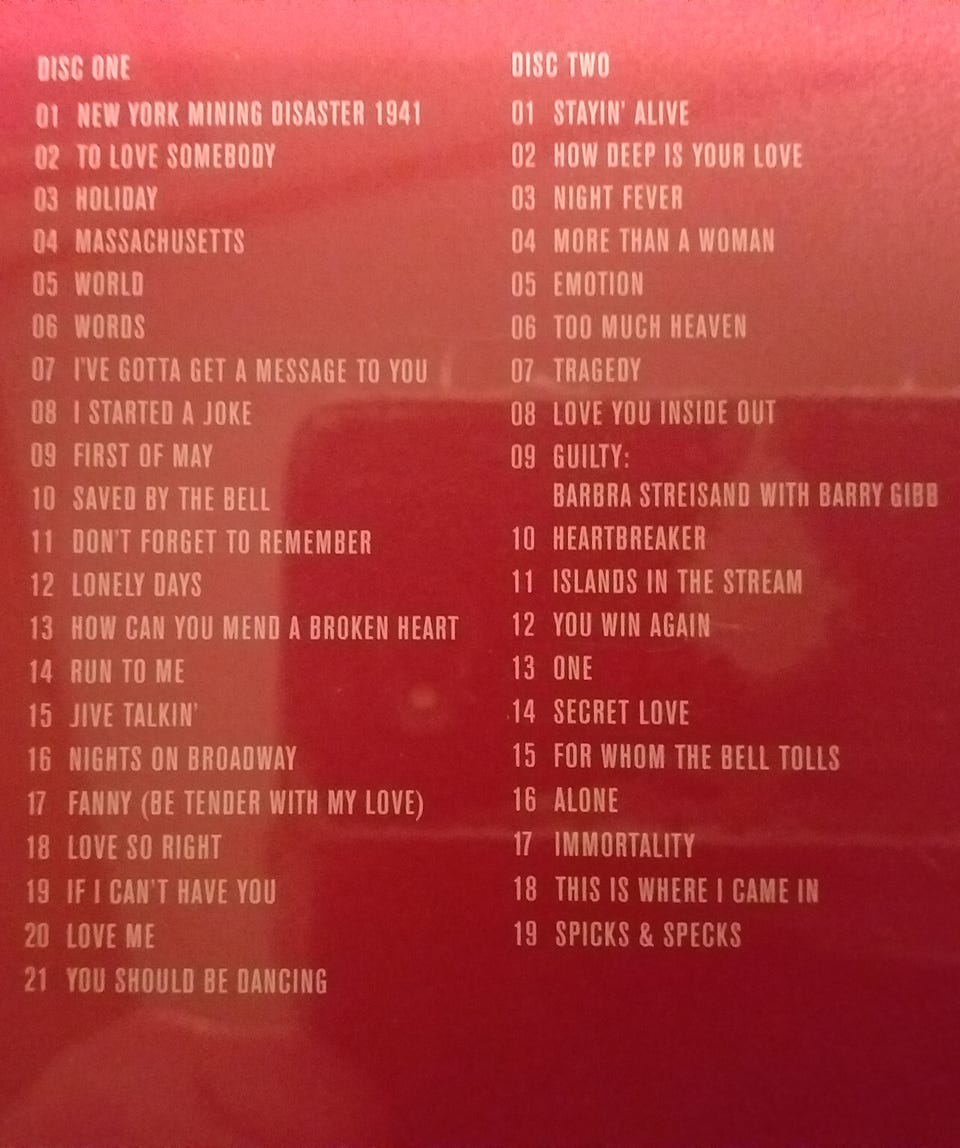 DISC ONE
01 NEW YORK MINING DISASTER 1941
02 TO LOVE SOMEBODY
03 HOLIDAY
04 MASSACHUSETTS
05 WORLD
06 WORDS
07 I'VE GOTTA GET A MESSAGE TO YOU
08 I STARTED A JOKE
09 FIRST OF MAY
10 SAVED BY THE BELL
11 DON'T FORGET TO REMEMBER
12 LONELY DAYS
13 HOW CAN YOU MEND A BROKEN HEART
14 RUN TO ME
15 JIVE TALKIN'
16 NIGHTS ON BROADWAY
17 FANNY (BE TENDER WITH MY LOVE)
18 LOVE SO RIGHT
19 IF I CAN'T HAVE YOU
20 LOVE ME
21 YOU SHOULD BE DANCING
DISC TWO
01 STAYIN' ALIVE
02 HOW DEEP IS YOUR LOVE
03 NIGHT FEVER
04 MORE THAN A WOMAN
05 EMOTION
06 TOO MUCH HEAVEN
07 TRAGEDY
08 LOVE YOU INSIDE OUT
09 GUILTY:
BARBRA STREISAND WITH BARRY GIBB
10 HEARTBREAKER
11 ISLANDS IN THE STREAM
12 YOU WIN AGAIN
13 ONE
14 SECRET LOVE
15 FOR WHOM THE BELL TOLLS
16 ALONE
17 IMMORTALITY
18 THIS IS WHERE I CAME IN
19 SPICKS & SPECKS